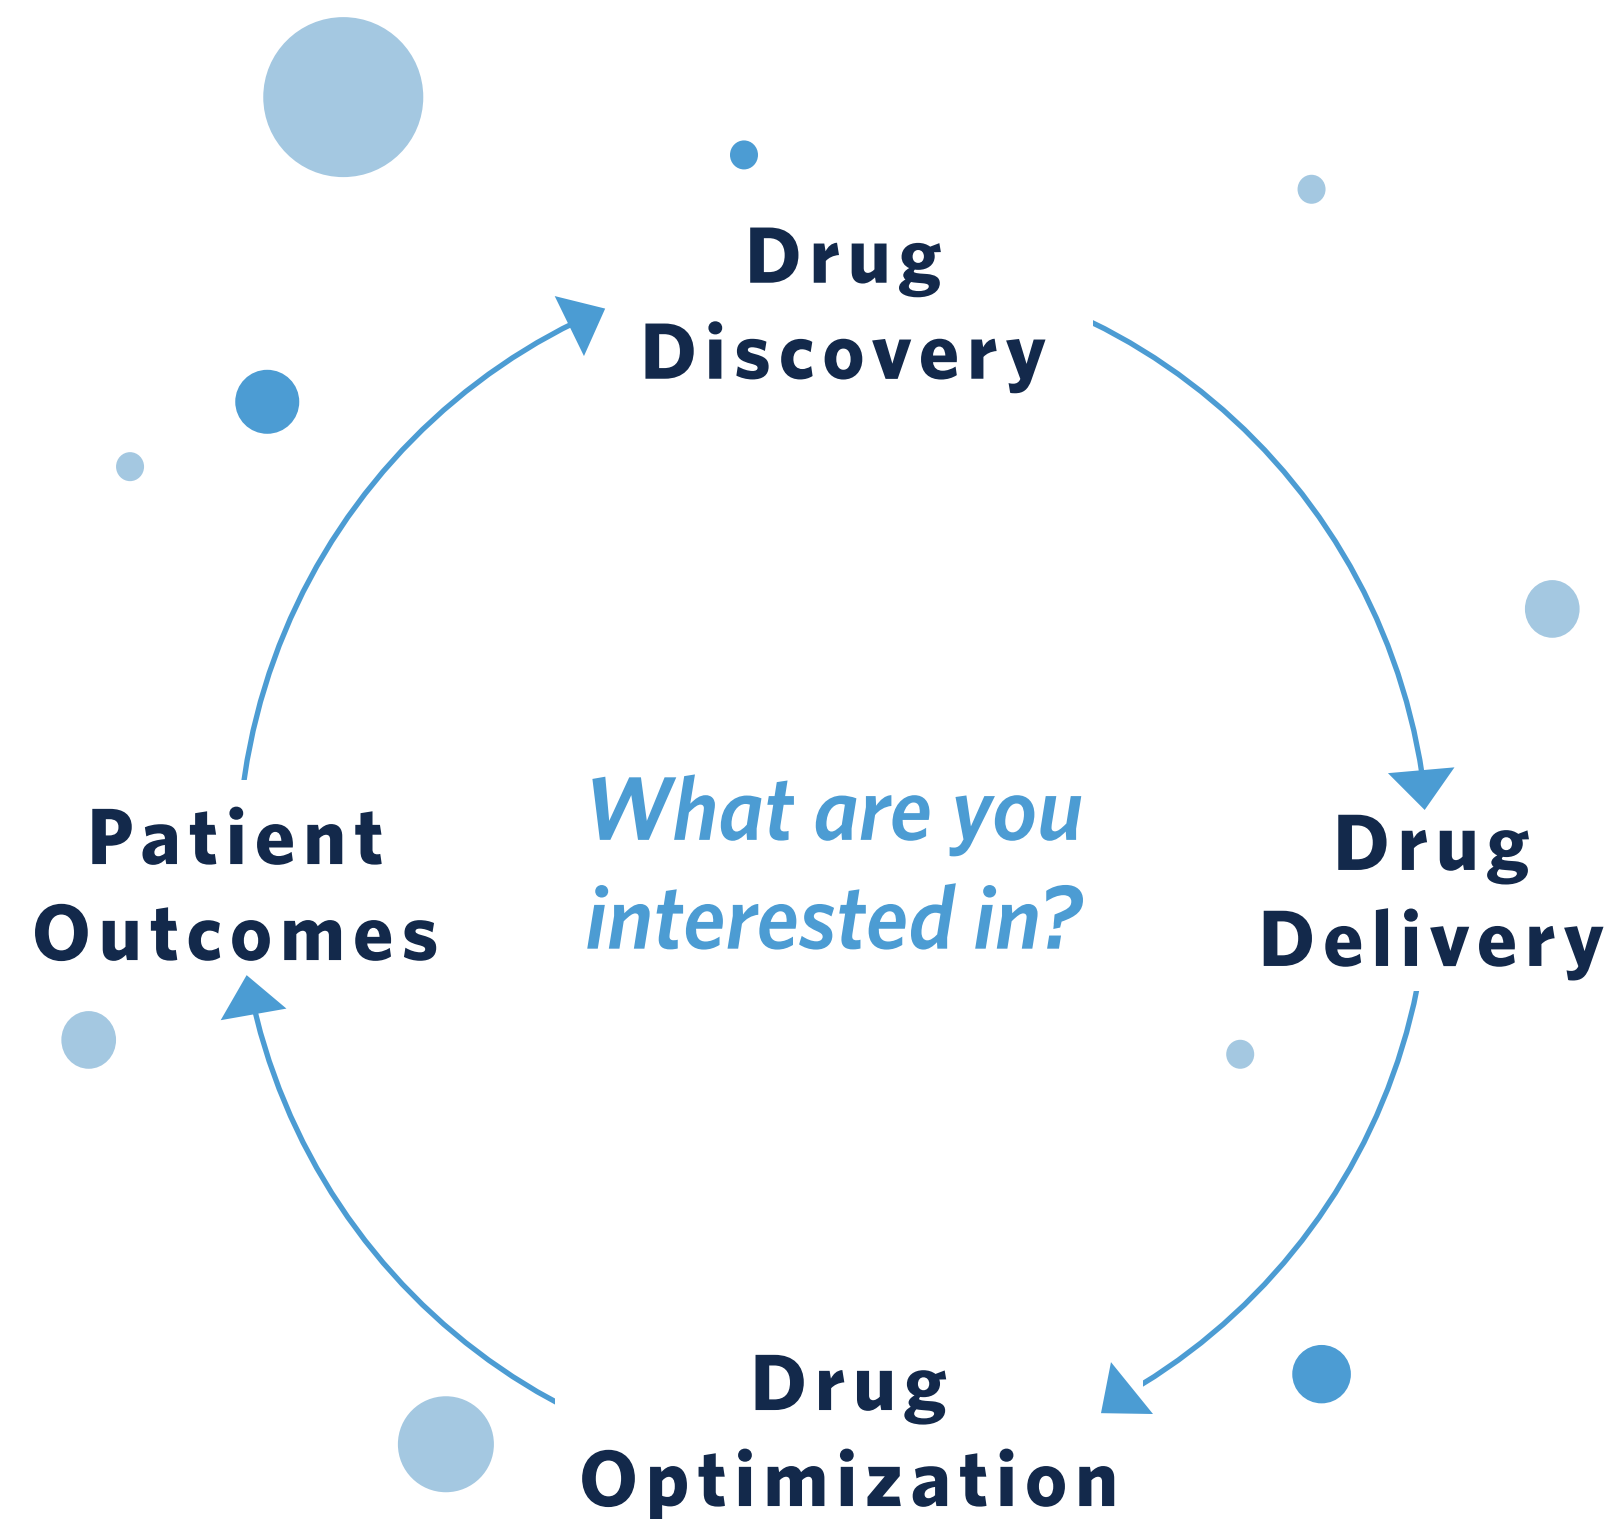 Drug
Discovery
Patient
Outcomes
What are you
interested in?
Drug
Delivery
Drug
Optimization